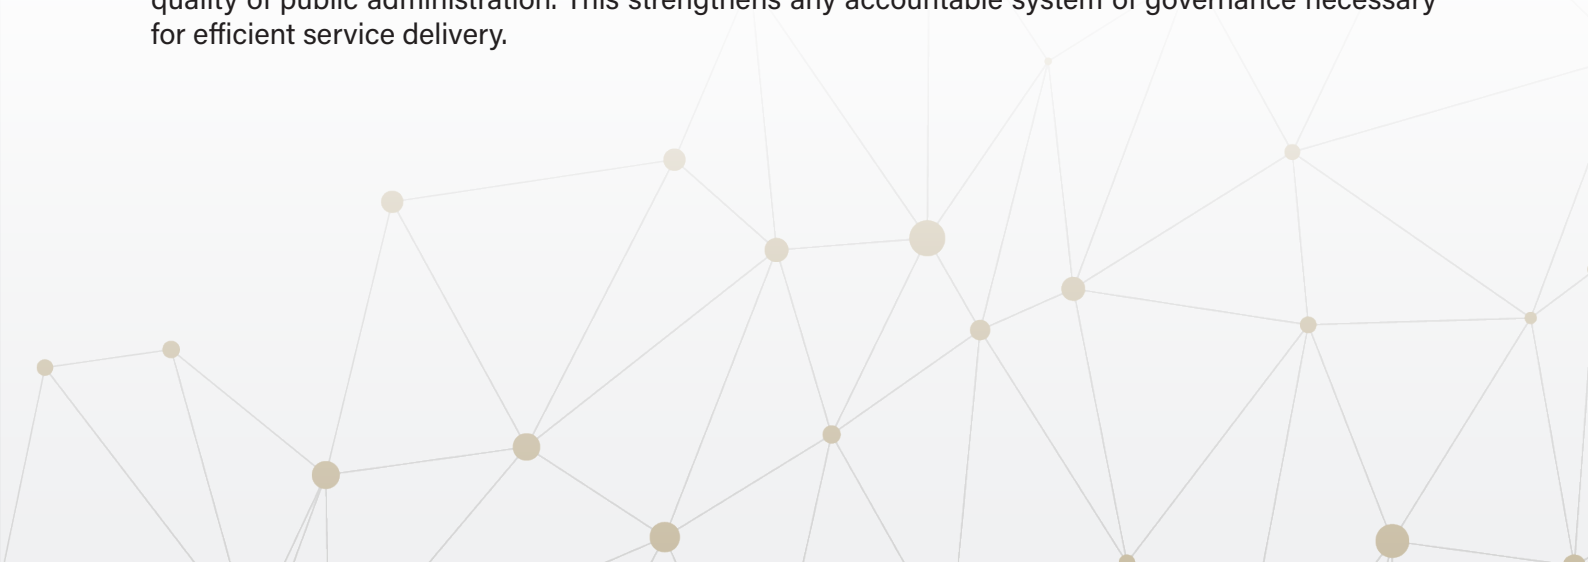 quality of public administration. This strengthens any accountable system of governance necessary
for efficient service delivery.